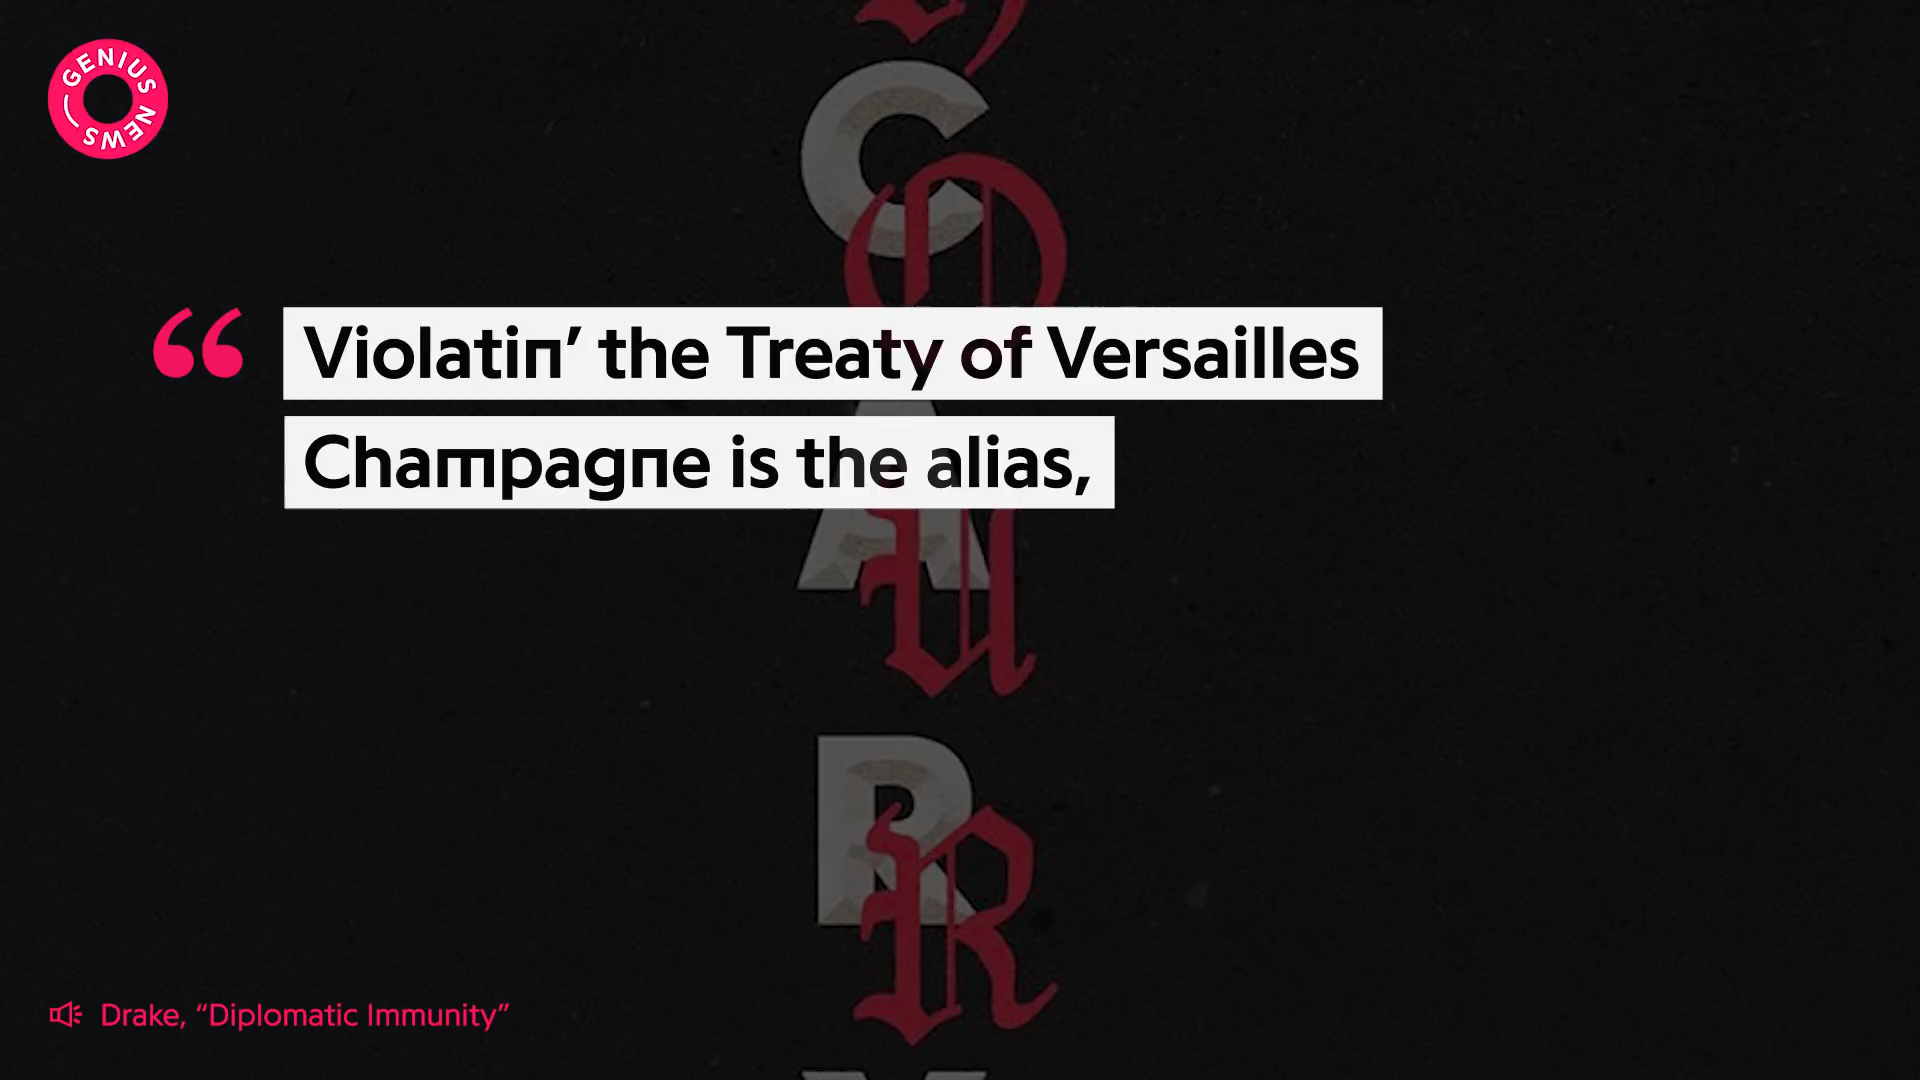 GENIUS NEWS
“
Violatin’ the Treaty of Versailles
Champagne is the alias,
C
O
A
U
R
R
Drake, “Diplomatic Immunity”